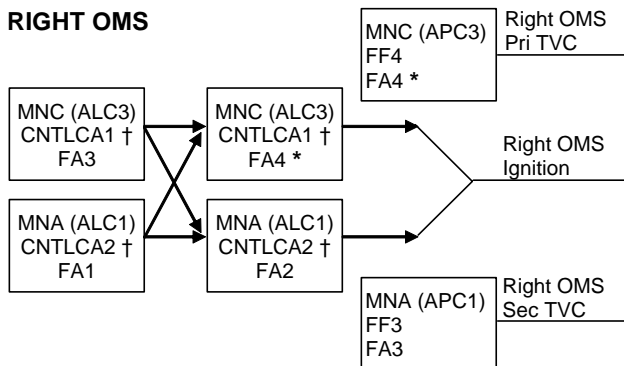 RIGHT OMS
MNC (APC3)
FF4
FA4 *
Right OMS
Pri TVC
MNC (ALC3)
CNTLCA1 †
FA3
MNC (ALC3)
CNTLCA1 †
FA4 *
Right OMS
Ignition
MNA (ALC1)
CNTLCA2 †
FA1
MNA (ALC1)
CNTLCA2 †
FA2
MNA (APC1)
FF3
FA3
Right OMS
Sec TVC